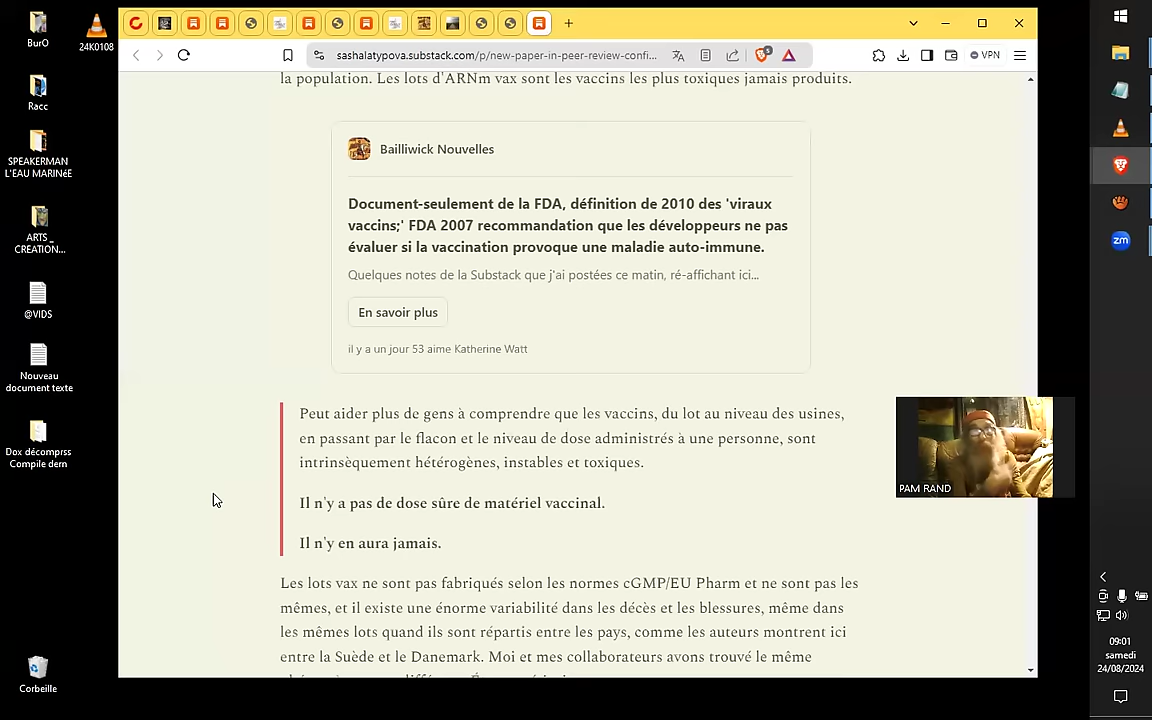 BurO
24K0108
Racc
SPEAKERMAN
L'EAU MARINéE
ARTS _
CREATION...
@VIDS
Nouveau
document texte
Dox décomprss
Compile dern
Corbeille
sashalatypova.substack.com/p/new-paper-in-peer-review-confi...
VPN
la population. Les lots d'ARNm vax sont les vaccins les plus toxiques jamais produits.
Bailliwick Nouvelles
Document-seulement de la FDA, définition de 2010 des 'viraux
vaccins;' FDA 2007 recommandation que les développeurs ne pas
évaluer si la vaccination provoque une maladie auto-immune.
Quelques notes de la Substack que j'ai postées ce matin, ré-affichant ici...
En savoir plus
il y a un jour 53 aime Katherine Watt
Peut aider plus de gens à comprendre que les vaccins, du lot au niveau des usines,
en passant par le flacon et le niveau de dose administrés à une personne, sont
intrinsèquement hétérogènes, instables et toxiques.
Il n'y a pas de dose sûre de matériel vaccinal.
Il n'y en aura jamais.
Les lots vax ne sont pas fabriqués selon les normes cGMP/EU Pharm et ne sont pas les
mêmes, et il existe une énorme variabilité dans les décès et les blessures, même dans
les mêmes lots quand ils sont répartis entre les pays, comme les auteurs montrent ici
entre la Suède et le Danemark. Moi et mes collaborateurs avons trouvé le même
PAM RAND
zm
09:01
samedi
24/08/2024